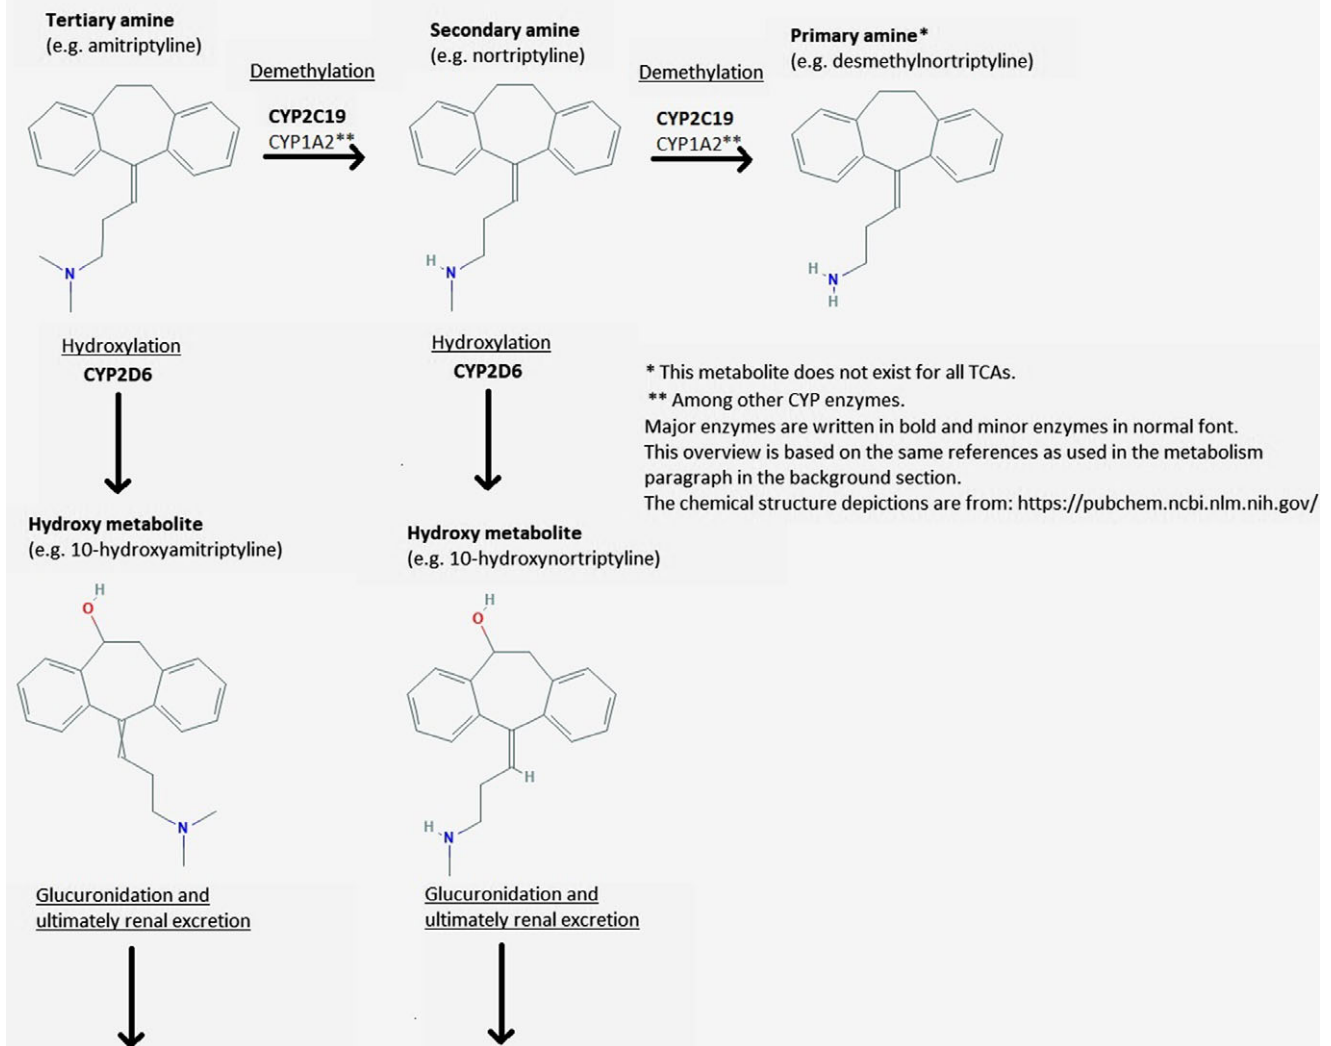 Tertiary amine
(e.g. amitriptyline)
Demethylation
CYP2C19
CYP1A2**
Secondary amine
(e.g. nortriptyline)
Demethylation
CYP2C19
CYP1A2**
Primary amine*
(e.g. desmethylnortriptyline)
N
H
N
H
N
H
Hydroxylation
CYP2D6
Hydroxylation
CYP2D6
* This metabolite does not exist for all TCAs.
** Among other CYP enzymes.
Major enzymes are written in bold and minor enzymes in normal font.
This overview is based on the same references as used in the metabolism
paragraph in the background section.
The chemical structure depictions are from: https://pubchem.ncbi.nlm.nih.gov/
Hydroxy metabolite
(e.g. 10-hydroxyamitriptyline)
Hydroxy metabolite
(e.g. 10-hydroxynortriptyline)
H
O
N
H
O
H
H
N
Glucuronidation and
ultimately renal excretion
Glucuronidation and
ultimately renal excretion